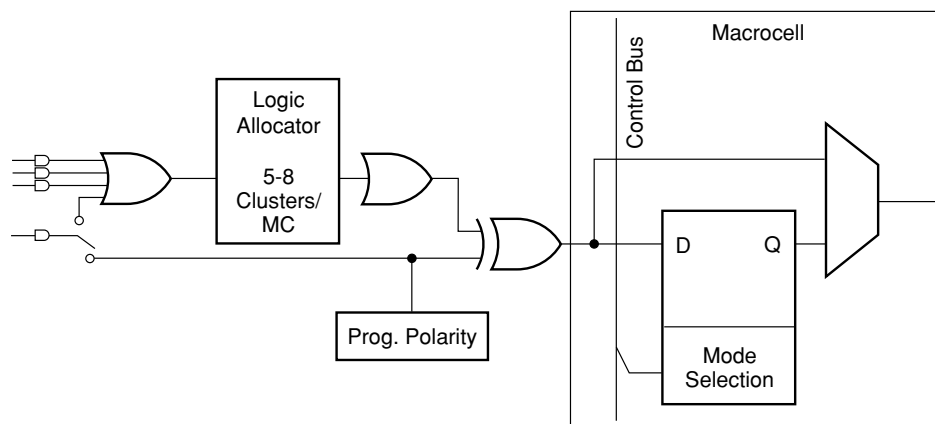 Macrocell
Control Bus
Logic
Allocator
5-8
Clusters/
MC
D
Q
Prog. Polarity
Mode
Selection